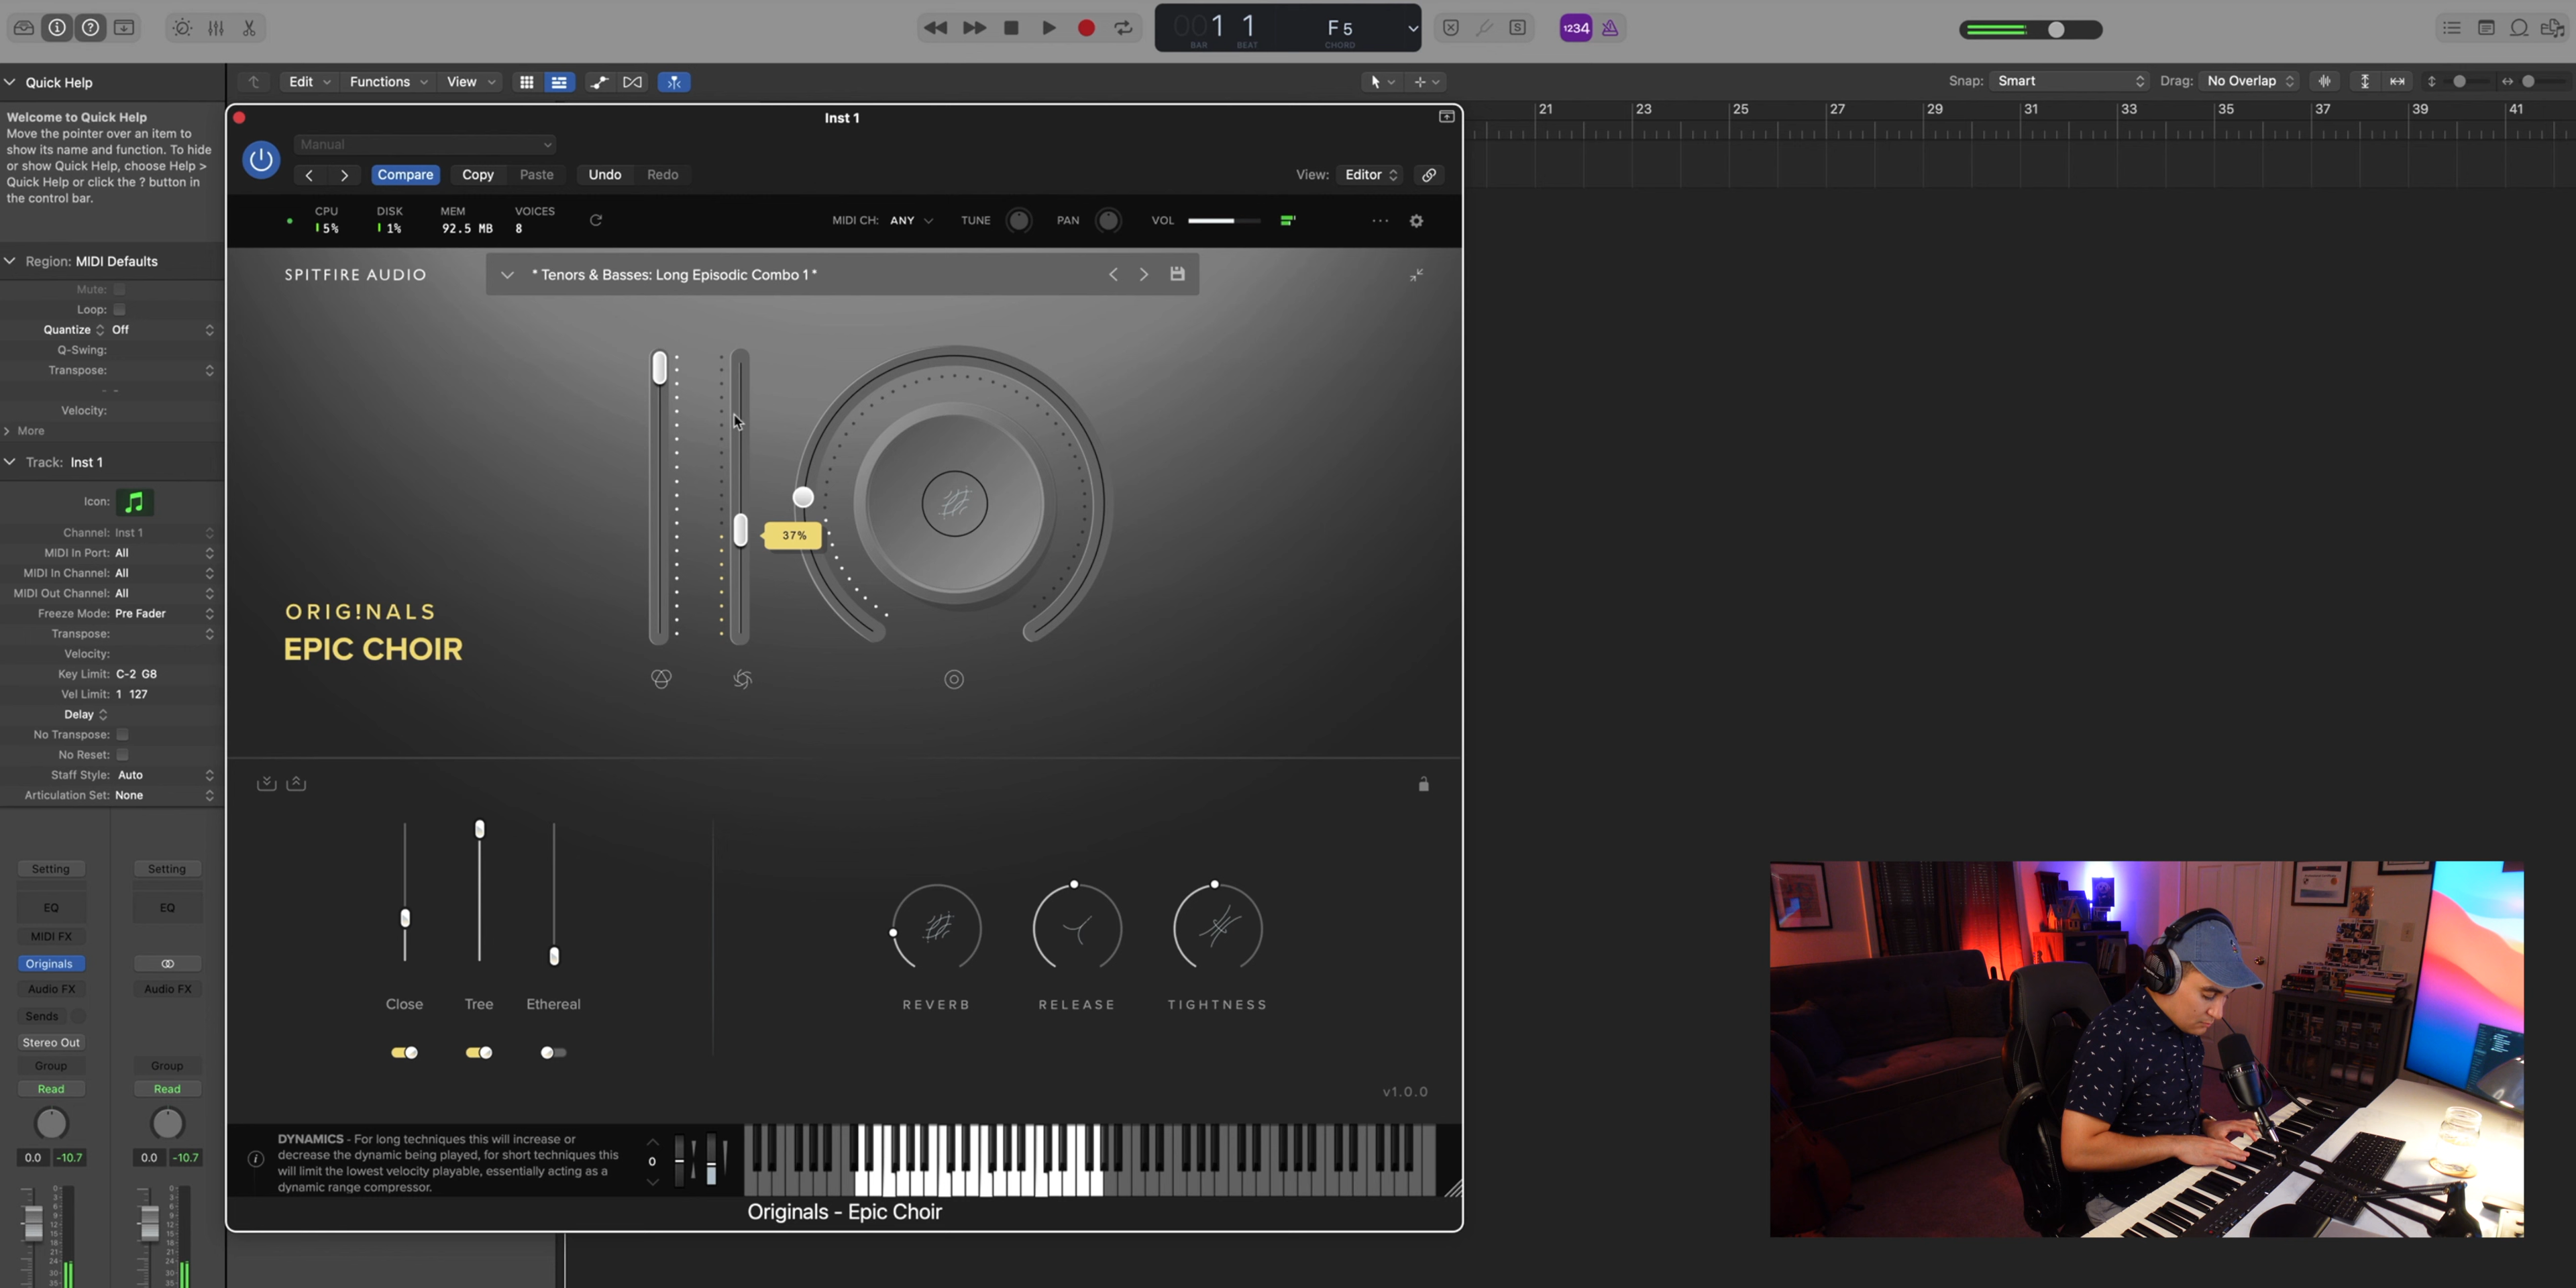 1 1
BAR BEAT
F 5
CHORD
1234
Quick Help
Edit
Functions
View
Snap: Smart
Drag: No Overlap
Welcome to Quick Help
Move the pointer over an item to
show its name and function. To hide
or show Quick Help, choose Help >
Quick Help or click the ? button in
the control bar.
21 23 25 27 29 31 33 35 37 39 41
Inst 1
Manual
Compare
Copy
Paste
Undo
Redo
View: Editor
CPU
5%
DISK
1%
MEM
92.5 MB
VOICES
8
MIDI CH: ANY
TUNE
PAN
VOL
SPITFIRE AUDIO
* Tenors & Basses: Long Episodic Combo 1 *
37%
ORIG!NALS
EPIC CHOIR
Region: MIDI Defaults
Mute:
Loop:
Quantize Off
Q-Swing:
Transpose:
Velocity:
More
Track: Inst 1
Icon:
Channel: Inst 1
MIDI In Port: All
MIDI In Channel: All
MIDI Out Channel: All
Freeze Mode: Pre Fader
Transpose:
Velocity:
Key Limit: C-2 G8
Vel Limit: 1 127
Delay
No Transpose:
No Reset:
Staff Style: Auto
Articulation Set: None
Setting Setting
EQ EQ
MIDI FX
Originals
Audio FX Audio FX
Sends
Stereo Out
Group Group
Read Read
0.0 -10.7 0.0 -10.7
Close Tree Ethereal
REVERB RELEASE TIGHTNESS
v1.0.0
DYNAMICS - For long techniques this will increase or
decrease the dynamic being played, for short techniques this
will limit the lowest velocity playable, essentially acting as a
dynamic range compressor.
0
Originals - Epic Choir